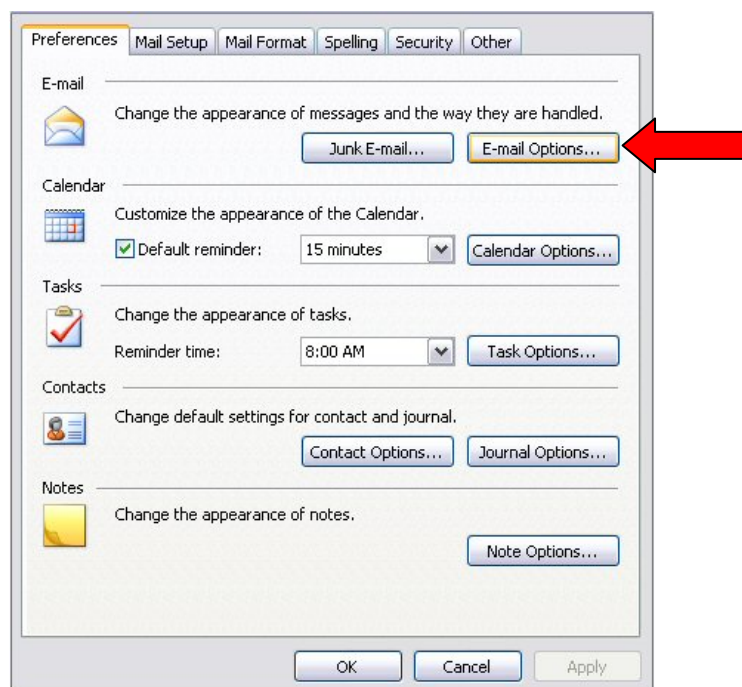 Preferences Mail Setup Mail Format Spelling Security Other
E-mail
Change the appearance of messages and the way they are handled.
Junk E-mail... E-mail Options...
Calendar
Customize the appearance of the Calendar.
Default reminder: 15 minutes Calendar Options...
Tasks
Change the appearance of tasks.
Reminder time: 8:00 AM Task Options...
Contacts
Change default settings for contact and journal.
Contact Options... Journal Options...
Notes
Change the appearance of notes.
Note Options...
OK Cancel Apply